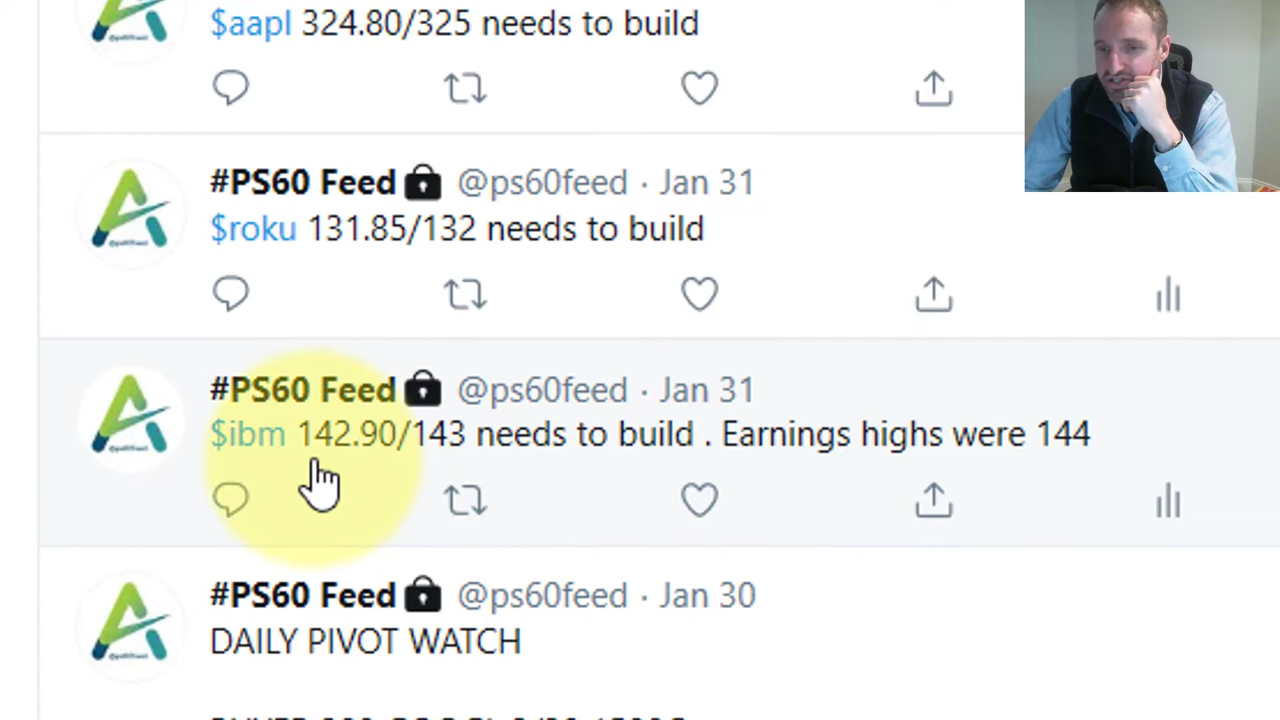 $aapl 324.80/325 needs to build
#PS60 Feed @ps60feed · Jan 31
$roku 131.85/132 needs to build
#PS60 Feed @ps60feed · Jan 31
$ibm 142.90/143 needs to build . Earnings highs were 144
#PS60 Feed @ps60feed · Jan 30
DAILY PIVOT WATCH